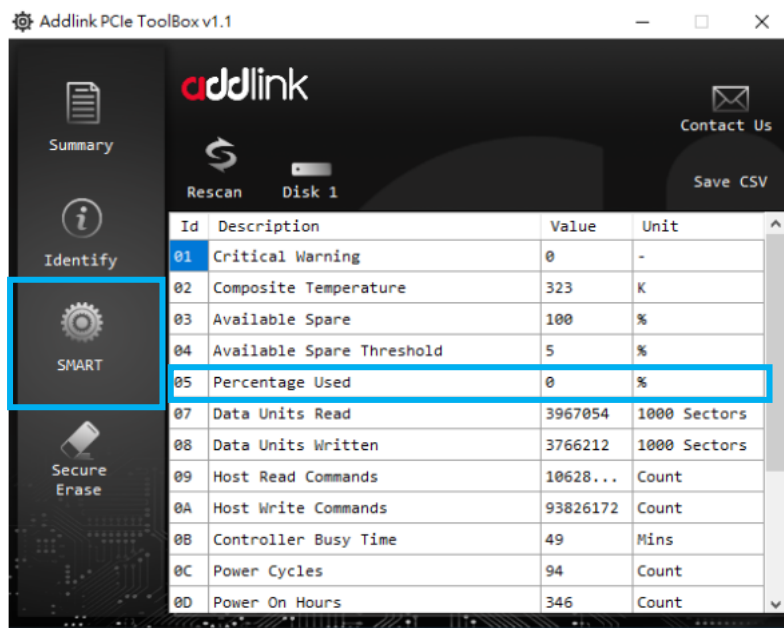 Addlink PCIe ToolBox v1.1
addlink
Contact Us
Summary
Rescan
Disk 1
Save CSV
Identify
SMART
Secure
Erase
Id Description Value Unit
01 Critical Warning 0 -
02 Composite Temperature 323 K
03 Available Spare 100 %
04 Available Spare Threshold 5 %
05 Percentage Used 0 %
07 Data Units Read 3967054 1000 Sectors
08 Data Units Written 3766212 1000 Sectors
09 Host Read Commands 10628... Count
0A Host Write Commands 93826172 Count
0B Controller Busy Time 49 Mins
0C Power Cycles 94 Count
0D Power On Hours 346 Count